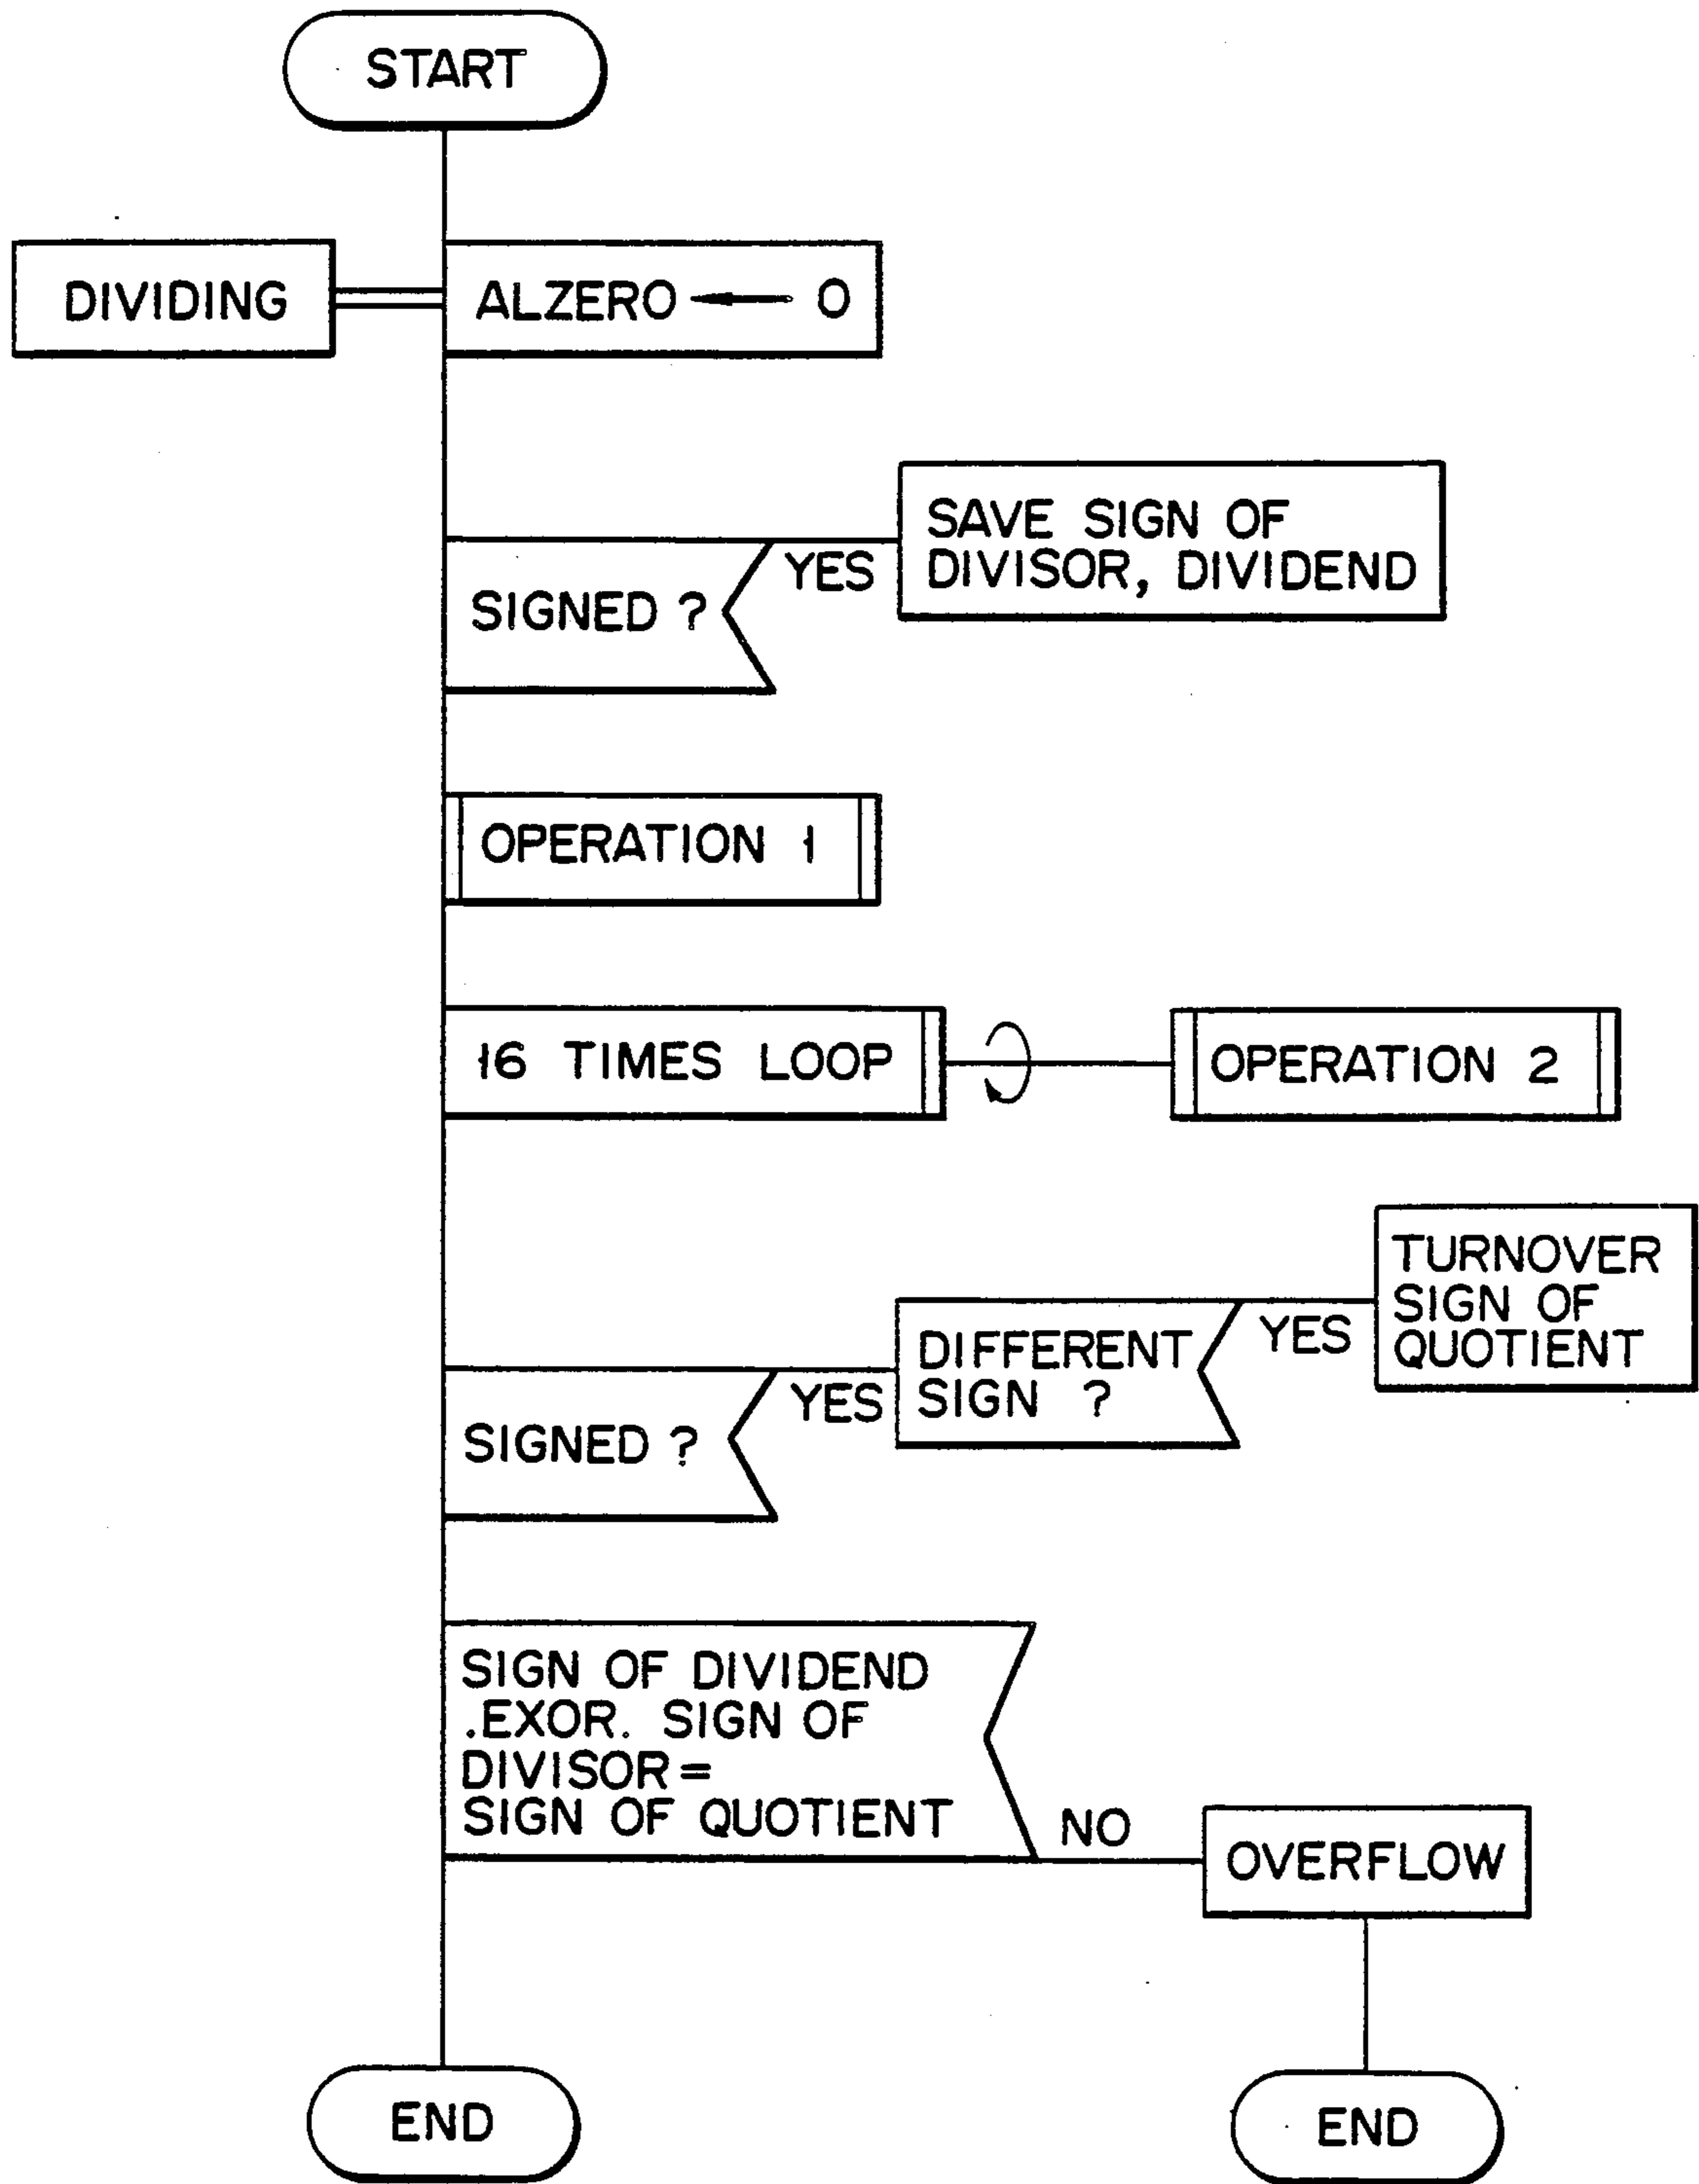 START
DIVIDING
ALZERO ← 0
SAVE SIGN OF
DIVISOR, DIVIDEND
YES
SIGNED ?
OPERATION 1
16 TIMES LOOP
OPERATION 2
TURNOVER
SIGN OF
QUOTIENT
YES
DIFFERENT
SIGN ?
YES
SIGNED ?
SIGN OF DIVIDEND
.EXOR. SIGN OF
DIVISOR =
SIGN OF QUOTIENT
NO
OVERFLOW
END
END